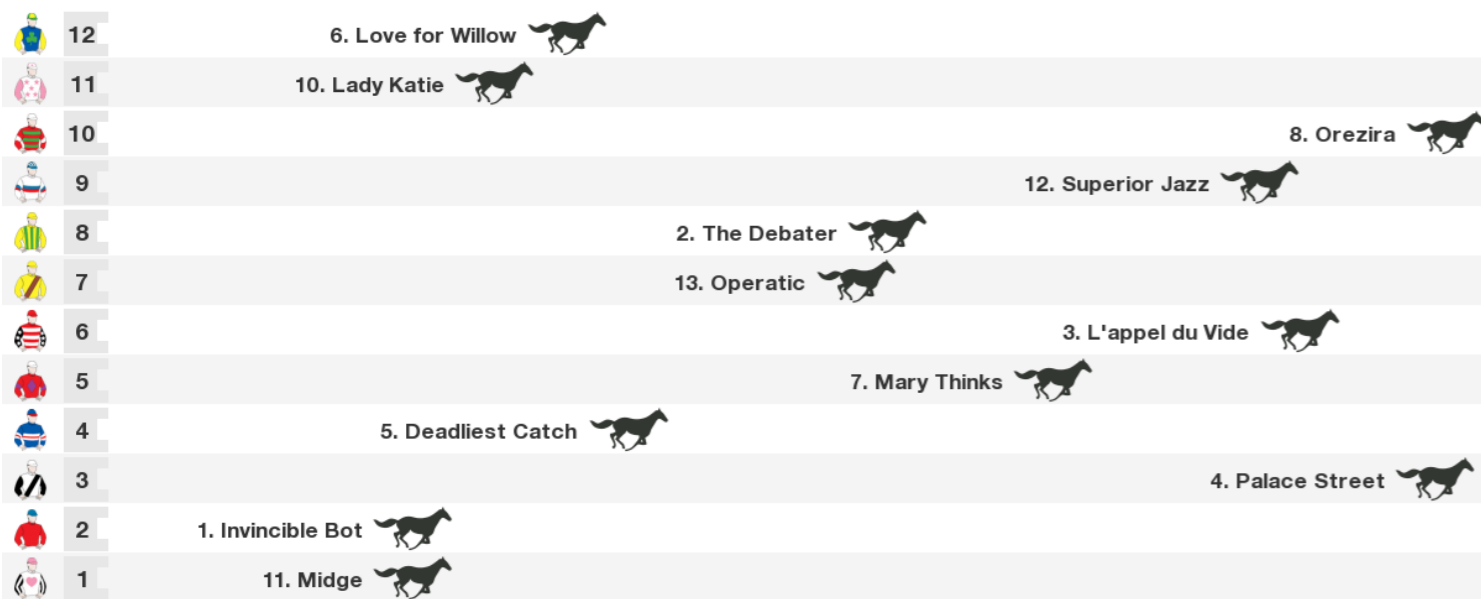 12 6. Love for Willow
11 10. Lady Katie
10 8. Orezira
9 12. Superior Jazz
8 2. The Debater
7 13. Operatic
6 3. L'appel du Vide
5 7. Mary Thinks
4 5. Deadliest Catch
3 4. Palace Street
2 1. Invincible Bot
1 11. Midge